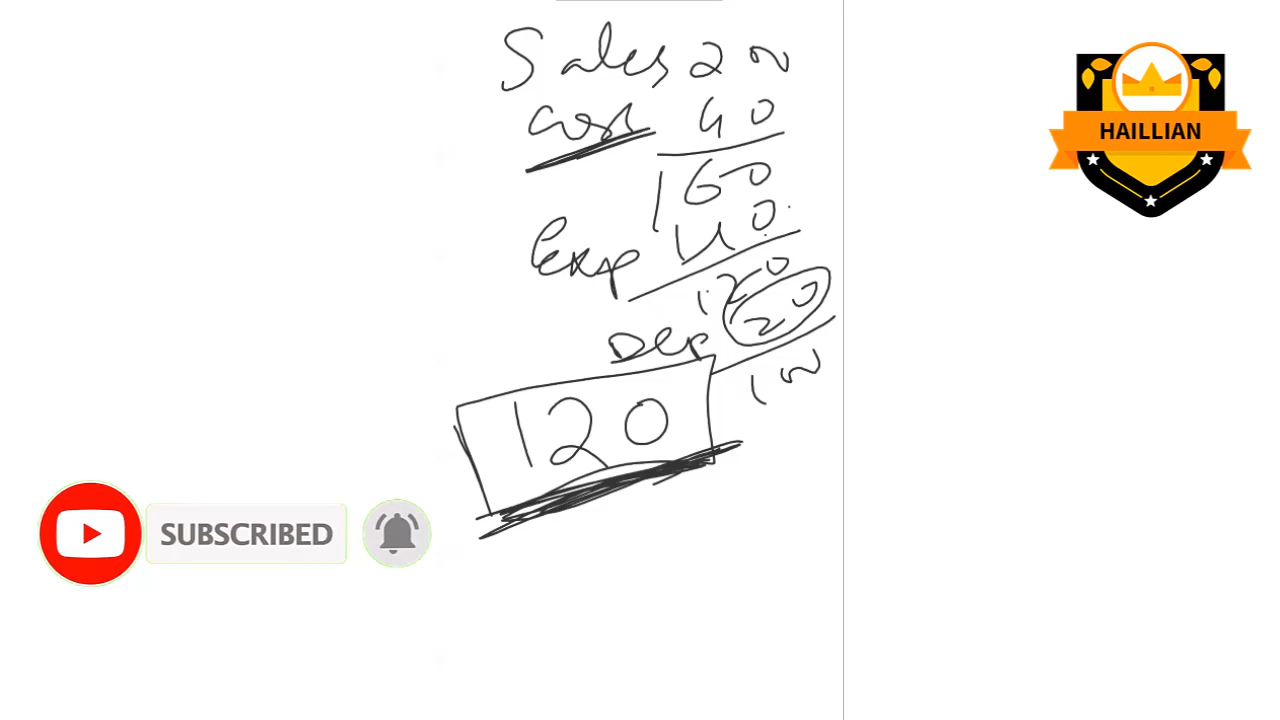 Sales 200
Cost 40
160
Exp 40
120
Dep 20
100
120
HAILLIAN
SUBSCRIBED